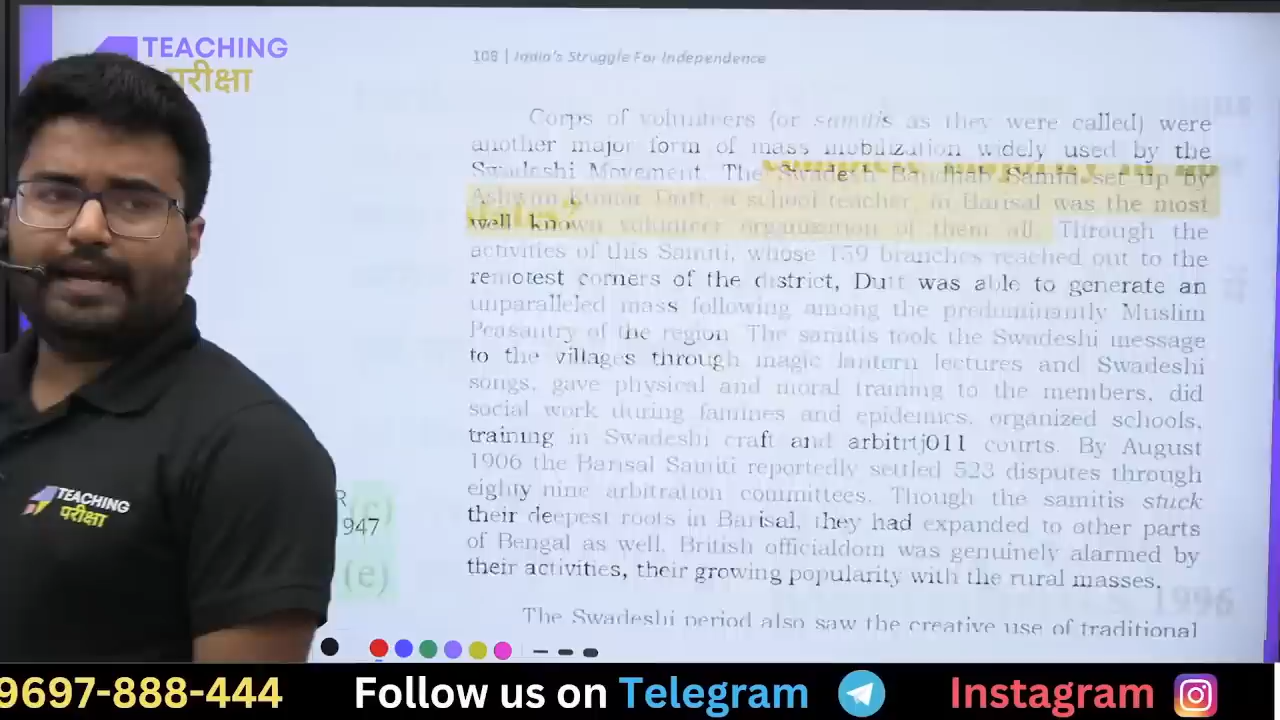 TEACHING
परीक्षा
108 | India's Struggle For Independence
Corps of volunteers (or samitis as they were called) were
another major form of mass mobilization widely used by the
Swadeshi Movement. The Swadesh Bandhab Samiti set up by
Ashwini Kumar Dutt, a school teacher, in Barisal was the most
well known volunteer organization of them all. Through the
activities of this Samiti, whose 159 branches reached out to the
remotest corners of the district, Dutt was able to generate an
unparalleled mass following among the predominantly Muslim
Peasantry of the region. The samitis took the Swadeshi message
to the villages through magic lantern lectures and Swadeshi
songs, gave physical and moral training to the members, did
social work during famines and epidemics, organized schools,
training in Swadeshi craft and arbitrtj011 courts. By August
1906 the Barisal Samiti reportedly settled 523 disputes through
eighty nine arbitration committees. Though the samitis stuck
their deepest roots in Barisal, they had expanded to other parts
of Bengal as well. British officialdom was genuinely alarmed by
their activities, their growing popularity with the rural masses.
The Swadeshi period also saw the creative use of traditional
R
(c)
947
(e)
1996
TEACHING
परीक्षा
9697-888-444
Follow us on Telegram
Instagram